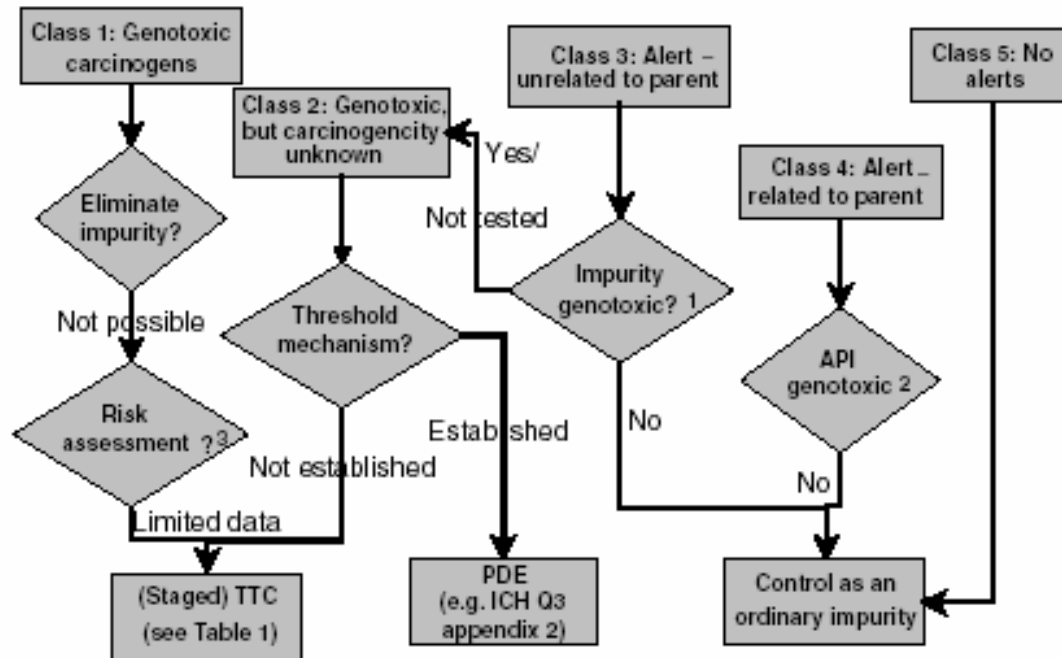 Class 1: Genotoxic
carcinogens
Class 2: Genotoxic,
but carcinogencity
unknown
Class 3: Alert –
unrelated to parent
Class 5: No
alerts
Class 4: Alert –
related to parent
Yes/
Not tested
Eliminate
impurity?
Impurity
genotoxic? 1
Not possible
Threshold
mechanism?
API
genotoxic 2
Risk
assessment ?3
No
Established
Not established
No
Limited data
(Staged) TTC
(see Table 1)
PDE
(e.g. ICH Q3
appendix 2)
Control as an
ordinary impurity